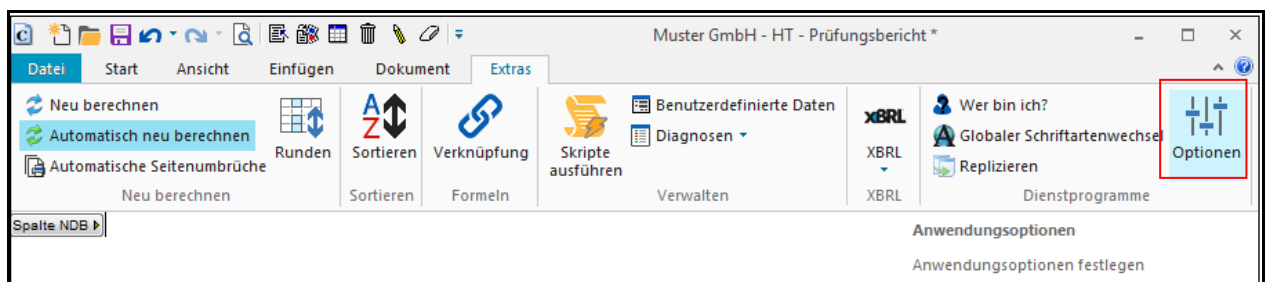 Muster GmbH - HT - Prüfungsbericht *
Datei Start Ansicht Einfügen Dokument Extras
Neu berechnen
Automatisch neu berechnen
Automatische Seitenumbrüche
Runden
Neu berechnen
A
Z
Sortieren
Sortieren
Verknüpfung
Formeln
Skripte
ausführen
Benutzerdefinierte Daten
Diagnosen
Verwalten
XBRL
XBRL
XBRL
Wer bin ich?
Globaler Schriftartenwechsel
Replizieren
Optionen
Dienstprogramme
Spalte NDB
Anwendungsoptionen
Anwendungsoptionen festlegen